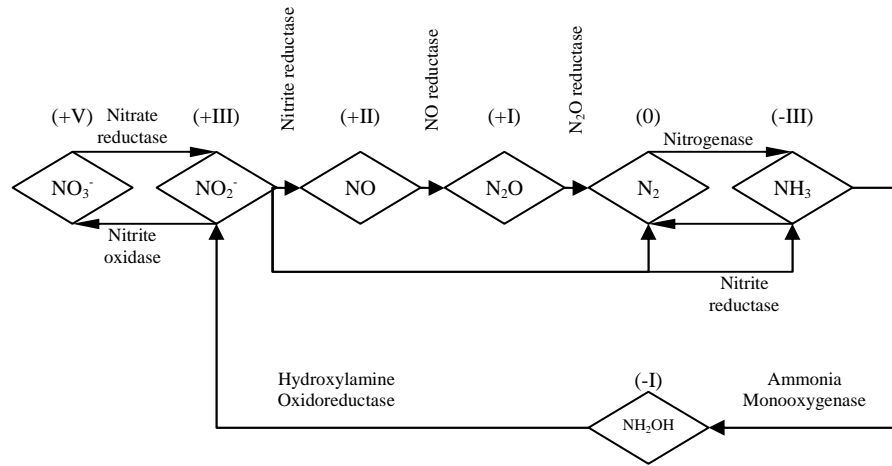 Nitrite reductase
NO reductase
N₂O reductase
(+V)
Nitrate
reductase
(+III)
(+II)
(+I)
(0)
Nitrogenase
(-III)
NO₃⁻
NO₂⁻
NO
N₂O
N₂
NH₃
Nitrite
oxidase
Nitrite
reductase
Hydroxylamine
Oxidoreductase
(-I)
NH₂OH
Ammonia
Monooxygenase